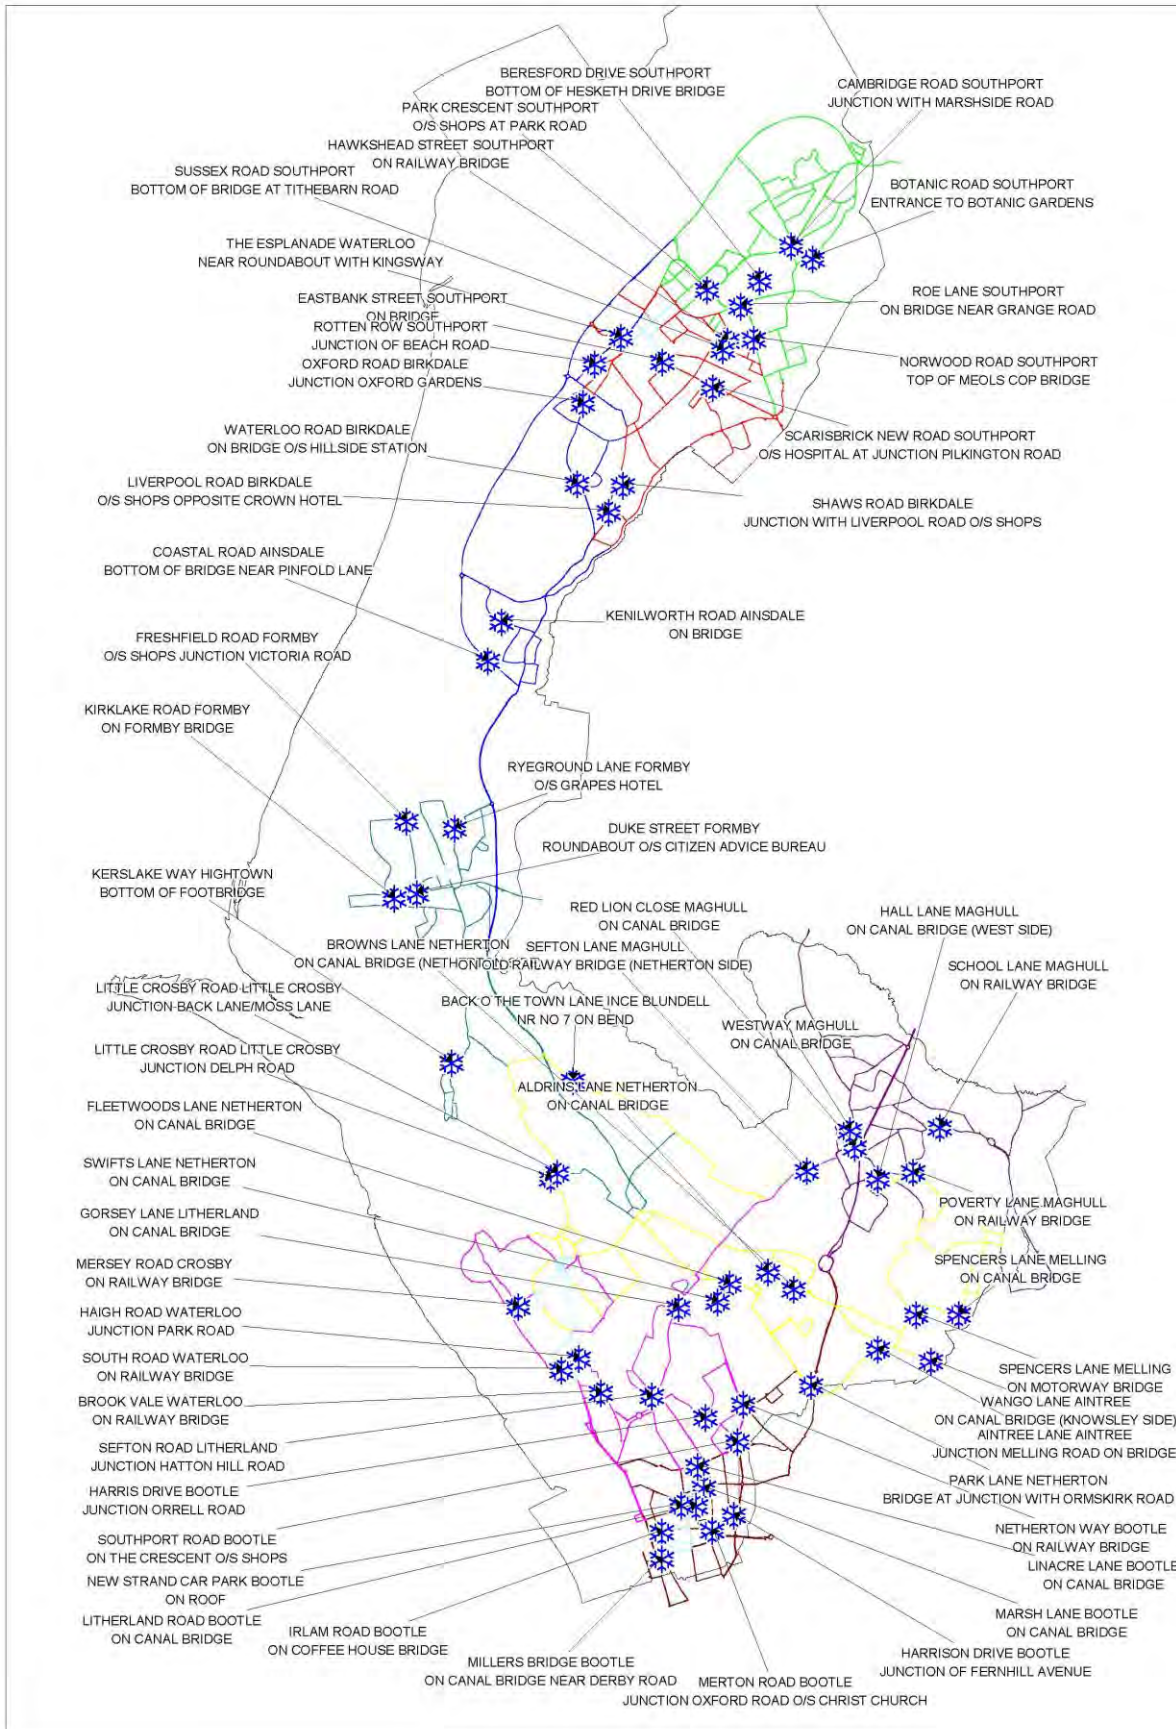 BERESFORD DRIVE SOUTHPORT
BOTTOM OF HESKETH DRIVE BRIDGE
CAMBRIDGE ROAD SOUTHPORT
JUNCTION WITH MARSHSIDE ROAD
PARK CRESCENT SOUTHPORT
O/S SHOPS AT PARK ROAD
HAWKSHEAD STREET SOUTHPORT
ON RAILWAY BRIDGE
SUSSEX ROAD SOUTHPORT
BOTTOM OF BRIDGE AT TITHEBARN ROAD
BOTANIC ROAD SOUTHPORT
ENTRANCE TO BOTANIC GARDENS
THE ESPLANADE WATERLOO
NEAR ROUNDABOUT WITH KINGSWAY
ROE LANE SOUTHPORT
ON BRIDGE NEAR GRANGE ROAD
EASTBANK STREET SOUTHPORT
ON BRIDGE
ROTTEN ROW SOUTHPORT
JUNCTION OF BEACH ROAD
NORWOOD ROAD SOUTHPORT
TOP OF MEOLS COP BRIDGE
OXFORD ROAD BIRKDALE
JUNCTION OXFORD GARDENS
WATERLOO ROAD BIRKDALE
ON BRIDGE O/S HILLSIDE STATION
SCARISBRICK NEW ROAD SOUTHPORT
O/S HOSPITAL AT JUNCTION PILKINGTON ROAD
LIVERPOOL ROAD BIRKDALE
O/S SHOPS OPPOSITE CROWN HOTEL
SHAWS ROAD BIRKDALE
JUNCTION WITH LIVERPOOL ROAD O/S SHOPS
COASTAL ROAD AINSDALE
BOTTOM OF BRIDGE NEAR PINFOLD LANE
KENILWORTH ROAD AINSDALE
ON BRIDGE
FRESHFIELD ROAD FORMBY
O/S SHOPS JUNCTION VICTORIA ROAD
KIRKLAKE ROAD FORMBY
ON FORMBY BRIDGE
RYEGROUND LANE FORMBY
O/S GRAPES HOTEL
DUKE STREET FORMBY
ROUNDABOUT O/S CITIZEN ADVICE BUREAU
KERSLAKE WAY HIGHTOWN
BOTTOM OF FOOTBRIDGE
RED LION CLOSE MAGHULL
ON CANAL BRIDGE
HALL LANE MAGHULL
ON CANAL BRIDGE (WEST SIDE)
BROWNS LANE NETHERTON
ON CANAL BRIDGE
SEFTON LANE MAGHULL
ON OLD RAILWAY BRIDGE (NETHERTON SIDE)
SCHOOL LANE MAGHULL
ON RAILWAY BRIDGE
LITTLE CROSBY ROAD LITTLE CROSBY
JUNCTION BACK LANE/MOSS LANE
BACK O THE TOWN LANE INCE BLUNDELL
NR NO 7 ON BEND
WESTWAY MAGHULL
ON CANAL BRIDGE
LITTLE CROSBY ROAD LITTLE CROSBY
JUNCTION DELPH ROAD
ALDRINS LANE NETHERTON
ON CANAL BRIDGE
FLEETWOODS LANE NETHERTON
ON CANAL BRIDGE
SWIFTS LANE NETHERTON
ON CANAL BRIDGE
POVERTY LANE MAGHULL
ON RAILWAY BRIDGE
GORSEY LANE LITHERLAND
ON CANAL BRIDGE
MERSEY ROAD CROSBY
ON RAILWAY BRIDGE
SPENCERS LANE MELLING
ON CANAL BRIDGE
HAIGH ROAD WATERLOO
JUNCTION PARK ROAD
SOUTH ROAD WATERLOO
ON RAILWAY BRIDGE
SPENCERS LANE MELLING
ON MOTORWAY BRIDGE
BROOK VALE WATERLOO
ON RAILWAY BRIDGE
WANGO LANE AINTREE
ON CANAL BRIDGE (KNOWSLEY SIDE)
AINTREE LANE AINTREE
JUNCTION MELLING ROAD ON BRIDGE
SEFTON ROAD LITHERLAND
JUNCTION HATTON HILL ROAD
PARK LANE NETHERTON
BRIDGE AT JUNCTION WITH ORMSKIRK ROAD
HARRIS DRIVE BOOTLE
JUNCTION ORRELL ROAD
NETHERTON WAY BOOTLE
ON RAILWAY BRIDGE
SOUTHPORT ROAD BOOTLE
ON THE CRESCENT O/S SHOPS
LINACRE LANE BOOTLE
ON CANAL BRIDGE
NEW STRAND CAR PARK BOOTLE
ON ROOF
MARSH LANE BOOTLE
ON CANAL BRIDGE
LITHERLAND ROAD BOOTLE
ON CANAL BRIDGE
IRLAM ROAD BOOTLE
ON COFFEE HOUSE BRIDGE
HARRISON DRIVE BOOTLE
JUNCTION OF FERNHILL AVENUE
MILLERS BRIDGE BOOTLE
ON CANAL BRIDGE NEAR DERBY ROAD
MERTON ROAD BOOTLE
JUNCTION OXFORD ROAD O/S CHRIST CHURCH